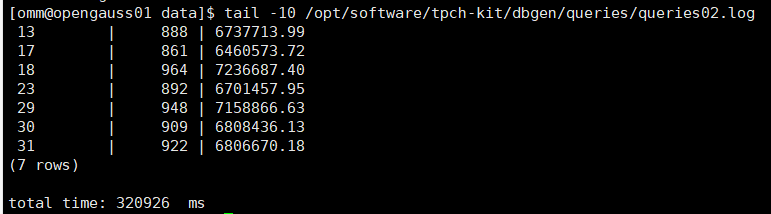 [omm@opengauss01 data]$ tail -10 /opt/software/tpch-kit/dbgen/queries/queries02.log
13 | 888 | 6737713.99
17 | 861 | 6460573.72
18 | 964 | 7236687.40
23 | 892 | 6701457.95
29 | 948 | 7158866.63
30 | 909 | 6808436.13
31 | 922 | 6806670.18
(7 rows)
total time: 320926 ms